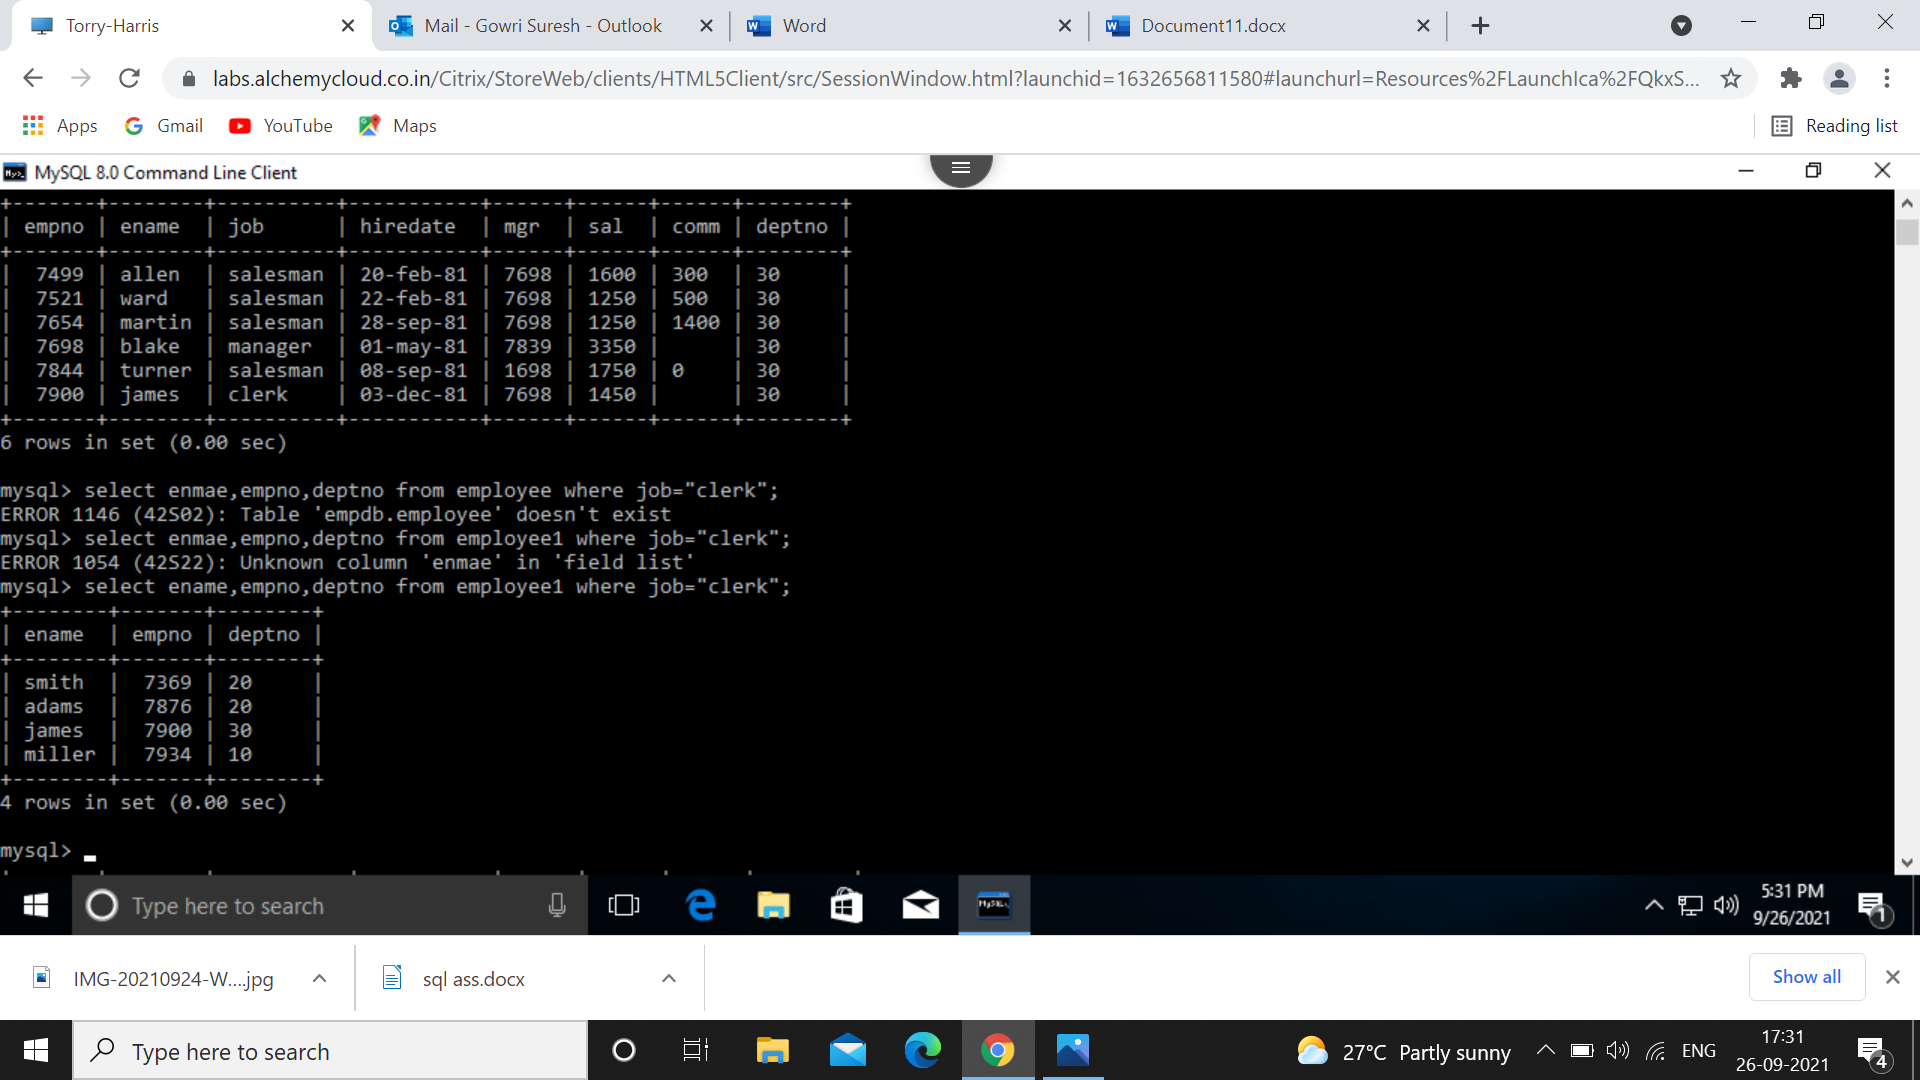 Torry-Harris
Mail - Gowri Suresh - Outlook
Word
Document11.docx
labs.alchemycloud.co.in/Citrix/StoreWeb/clients/HTML5Client/src/SessionWindow.html?launchid=1632656811580#launchurl=Resources%2FLaunchIca%2FQkxS...
Apps
Gmail
YouTube
Maps
Reading list
MySQL 8.0 Command Line Client
+-------+--------+----------+-----------+------+------+------+--------+
| empno | ename  | job      | hiredate  | mgr  | sal  | comm | deptno |
+-------+--------+----------+-----------+------+------+------+--------+
|  7499 | allen  | salesman | 20-feb-81 | 7698 | 1600 | 300  | 30     |
|  7521 | ward   | salesman | 22-feb-81 | 7698 | 1250 | 500  | 30     |
|  7654 | martin | salesman | 28-sep-81 | 7698 | 1250 | 1400 | 30     |
|  7698 | blake  | manager  | 01-may-81 | 7839 | 3350 |      | 30     |
|  7844 | turner | salesman | 08-sep-81 | 1698 | 1750 | 0    | 30     |
|  7900 | james  | clerk    | 03-dec-81 | 7698 | 1450 |      | 30     |
+-------+--------+----------+-----------+------+------+------+--------+
6 rows in set (0.00 sec)
mysql> select enmae,empno,deptno from employee where job="clerk";
ERROR 1146 (42S02): Table 'empdb.employee' doesn't exist
mysql> select enmae,empno,deptno from employee1 where job="clerk";
ERROR 1054 (42S22): Unknown column 'enmae' in 'field list'
mysql> select ename,empno,deptno from employee1 where job="clerk";
+--------+-------+--------+
| ename  | empno | deptno |
+--------+-------+--------+
| smith  |  7369 | 20     |
| adams  |  7876 | 20     |
| james  |  7900 | 30     |
| miller |  7934 | 10     |
+--------+-------+--------+
4 rows in set (0.00 sec)
mysql>
Type here to search
5:31 PM
9/26/2021
1
IMG-20210924-W....jpg
sql ass.docx
Show all
Type here to search
27°C Partly sunny
ENG
17:31
26-09-2021
4